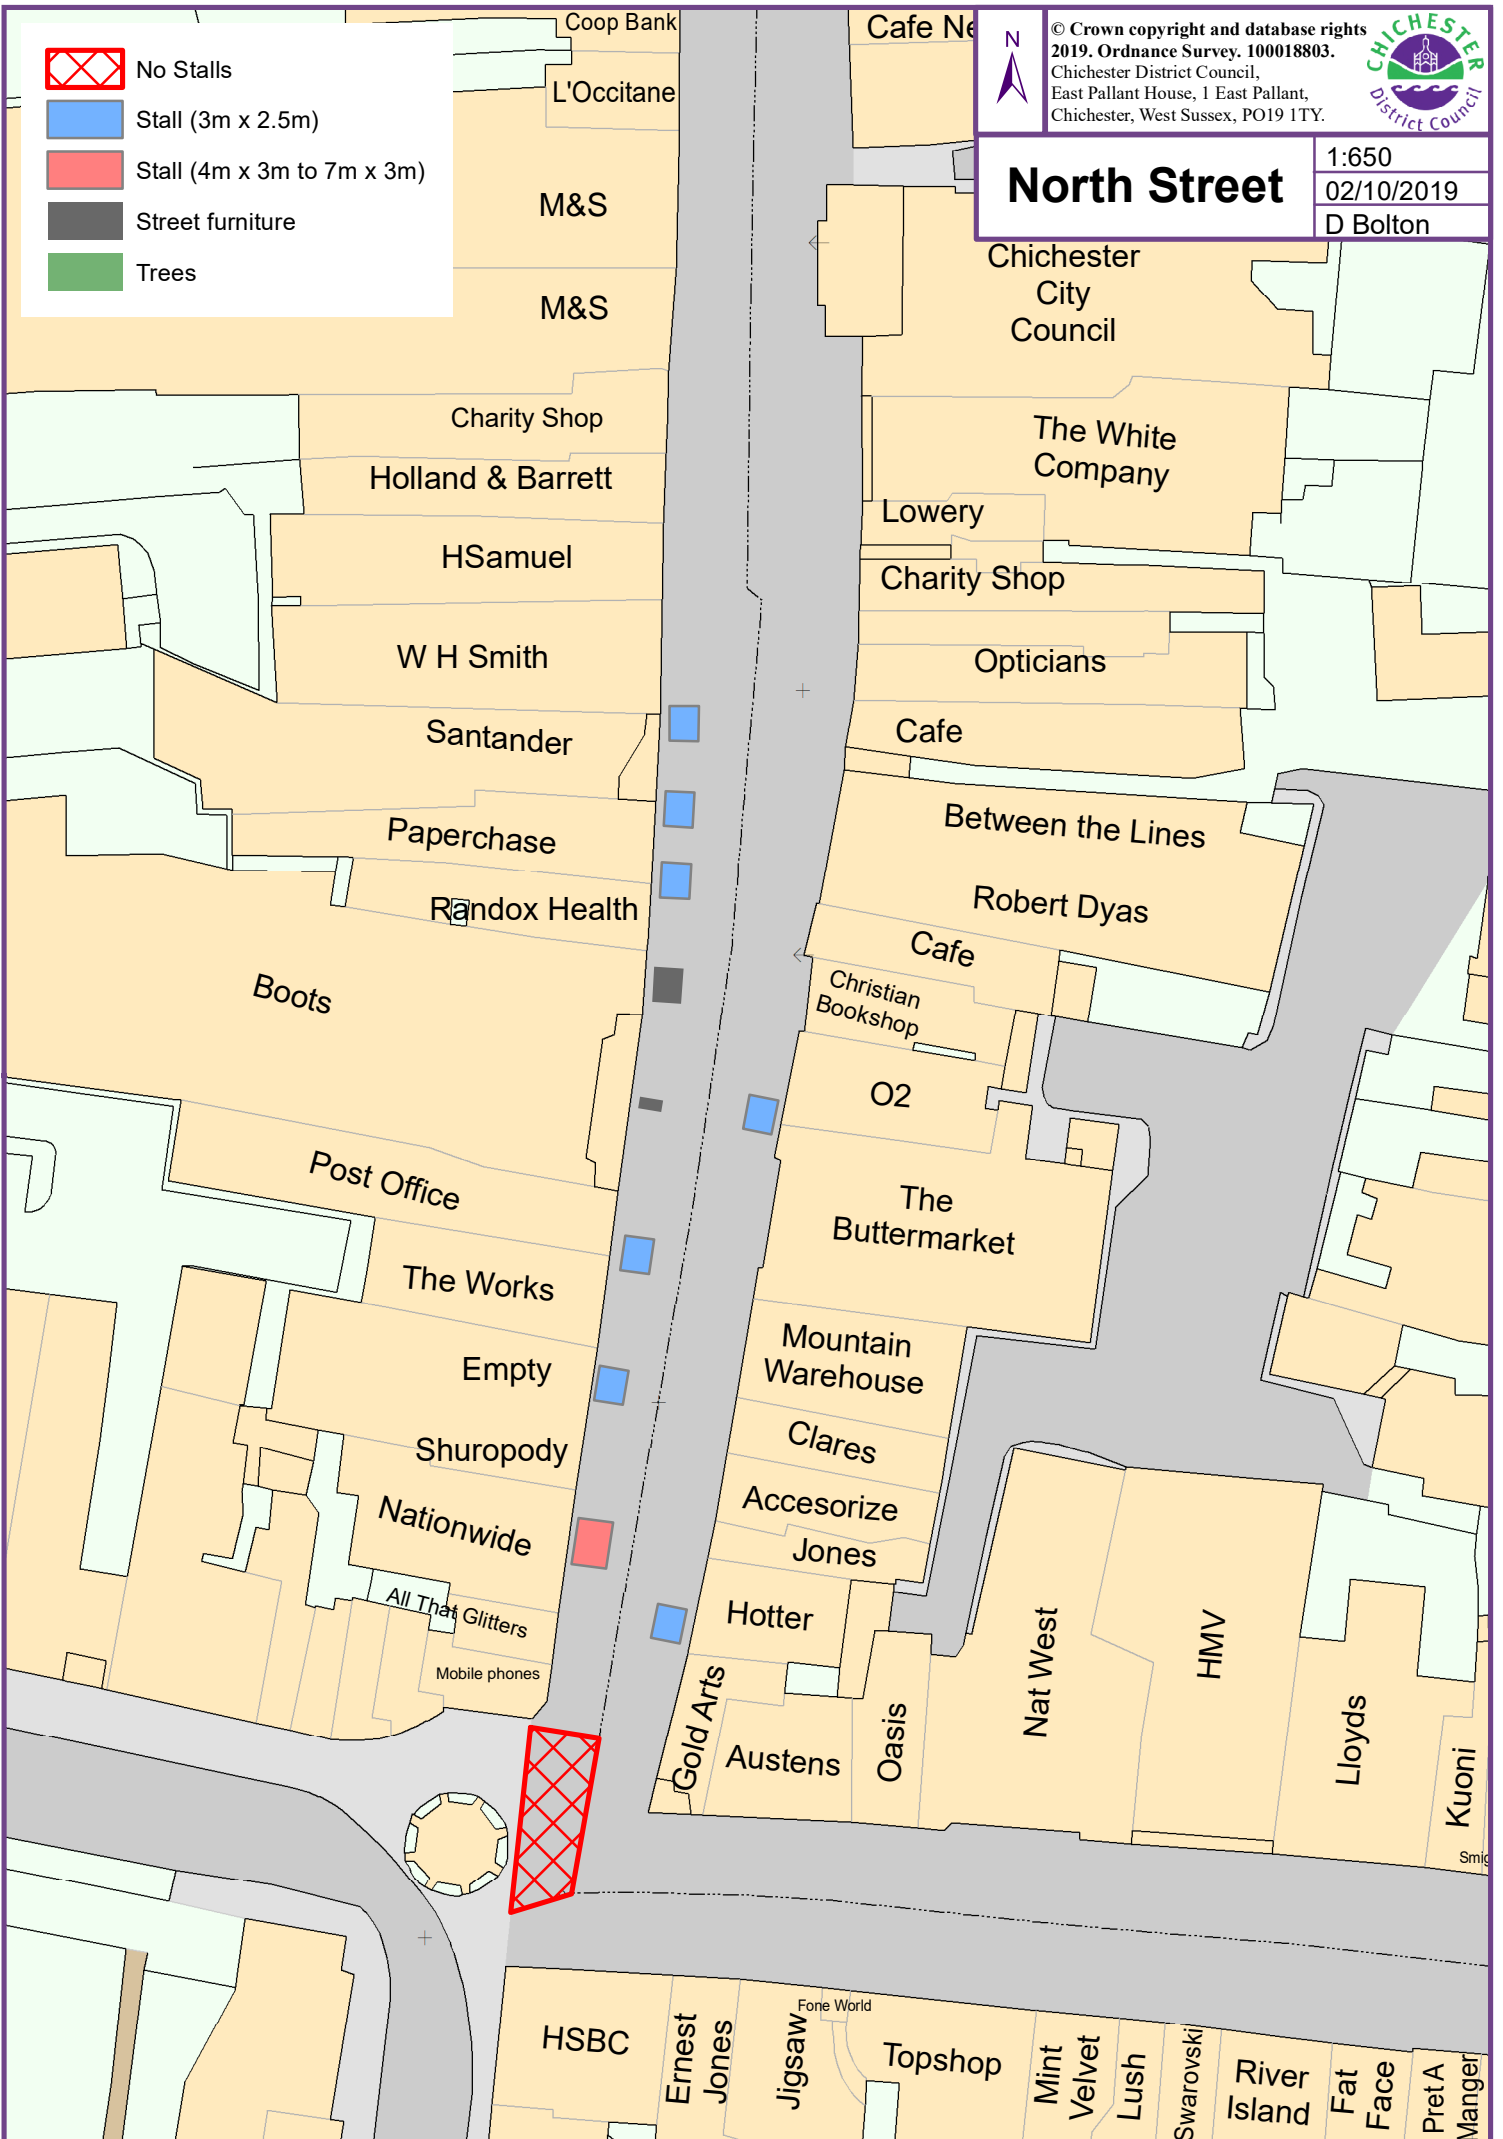 No Stalls
Stall (3m x 2.5m)
Stall (4m x 3m to 7m x 3m)
Street furniture
Trees
N
© Crown copyright and database rights
2019. Ordnance Survey. 100018803.
Chichester District Council,
East Pallant House, 1 East Pallant,
Chichester, West Sussex, PO19 1TY.
CHICHESTER
District Council
North Street
1:650
02/10/2019
D Bolton
Coop Bank
L'Occitane
M&S
M&S
Charity Shop
Holland & Barrett
HSamuel
W H Smith
Santander
Paperchase
Randox Health
Boots
Post Office
The Works
Empty
Shuropody
Nationwide
All That Glitters
Mobile phones
Cafe Ne
Chichester
City
Council
The White
Company
Lowery
Charity Shop
Opticians
Cafe
Between the Lines
Robert Dyas
Cafe
Christian
Bookshop
O2
The
Buttermarket
Mountain
Warehouse
Clares
Accesorize
Jones
Hotter
Gold Arts
Austens
Oasis
Nat West
HMV
Lloyds
Kuoni
Smig
HSBC
Ernest
Jones
Jigsaw
Fone World
Topshop
Mint
Velvet
Lush
Swarovski
River
Island
Fat
Face
Pret A
Manger